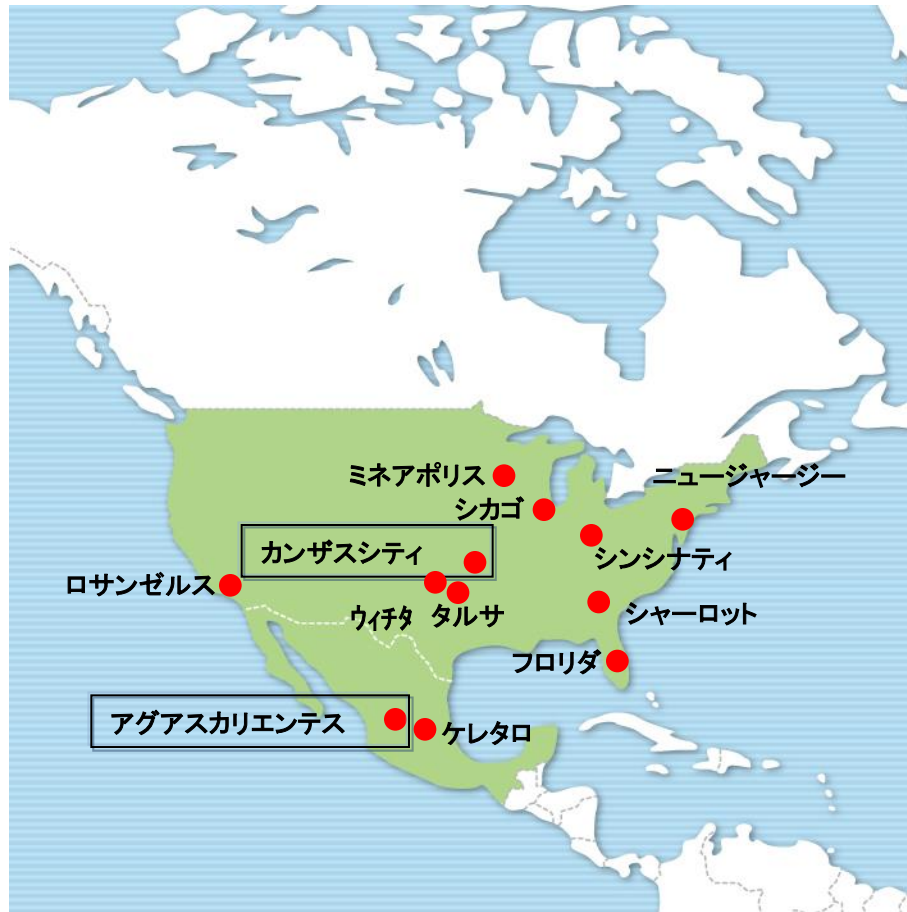 ミネアポリス
ニュージャージー
シカゴ
カンザスシティ
シンシナティ
ロサンゼルス
ウィチタ
タルサ
シャーロット
フロリダ
アグアスカリエンテス
ケレタロ